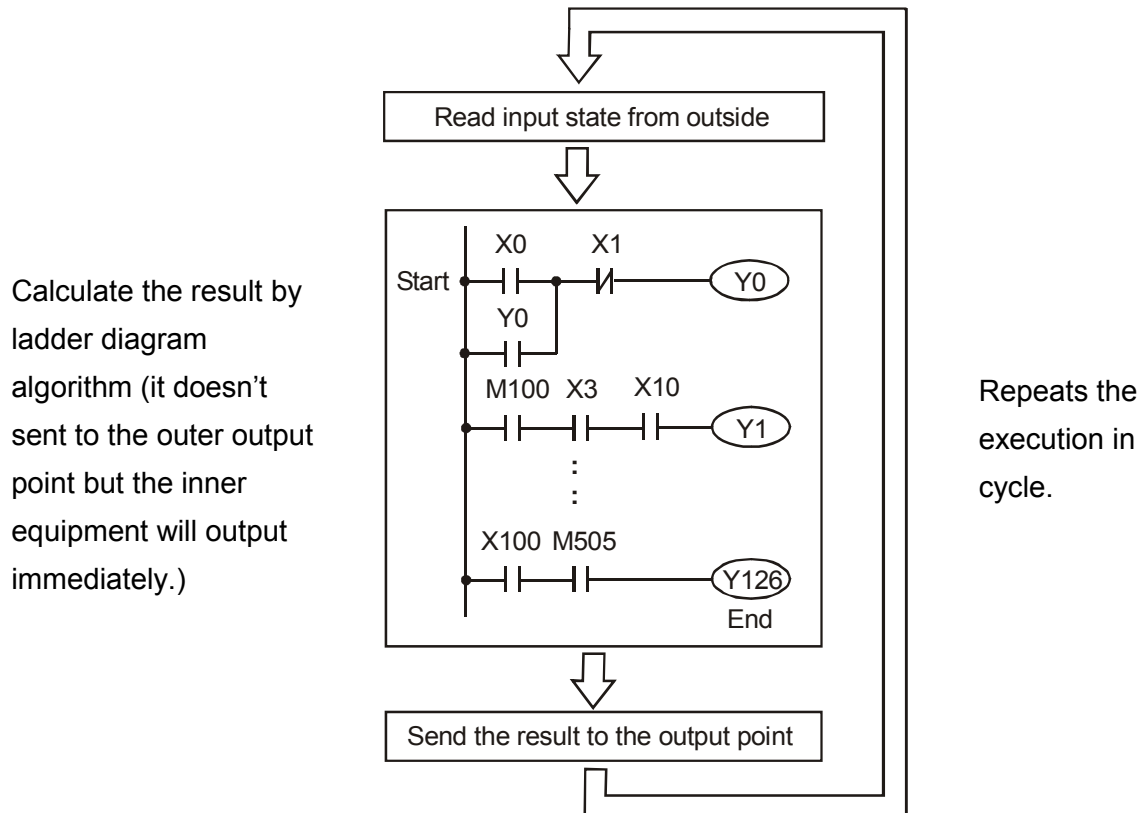 Read input state from outside
X0 X1
Start Y0
Y0
M100 X3 X10
Y1
:
:
X100 M505
Y126
End
Send the result to the output point
Calculate the result by
ladder diagram
algorithm (it doesn't
sent to the outer output
point but the inner
equipment will output
immediately.)
Repeats the
execution in
cycle.